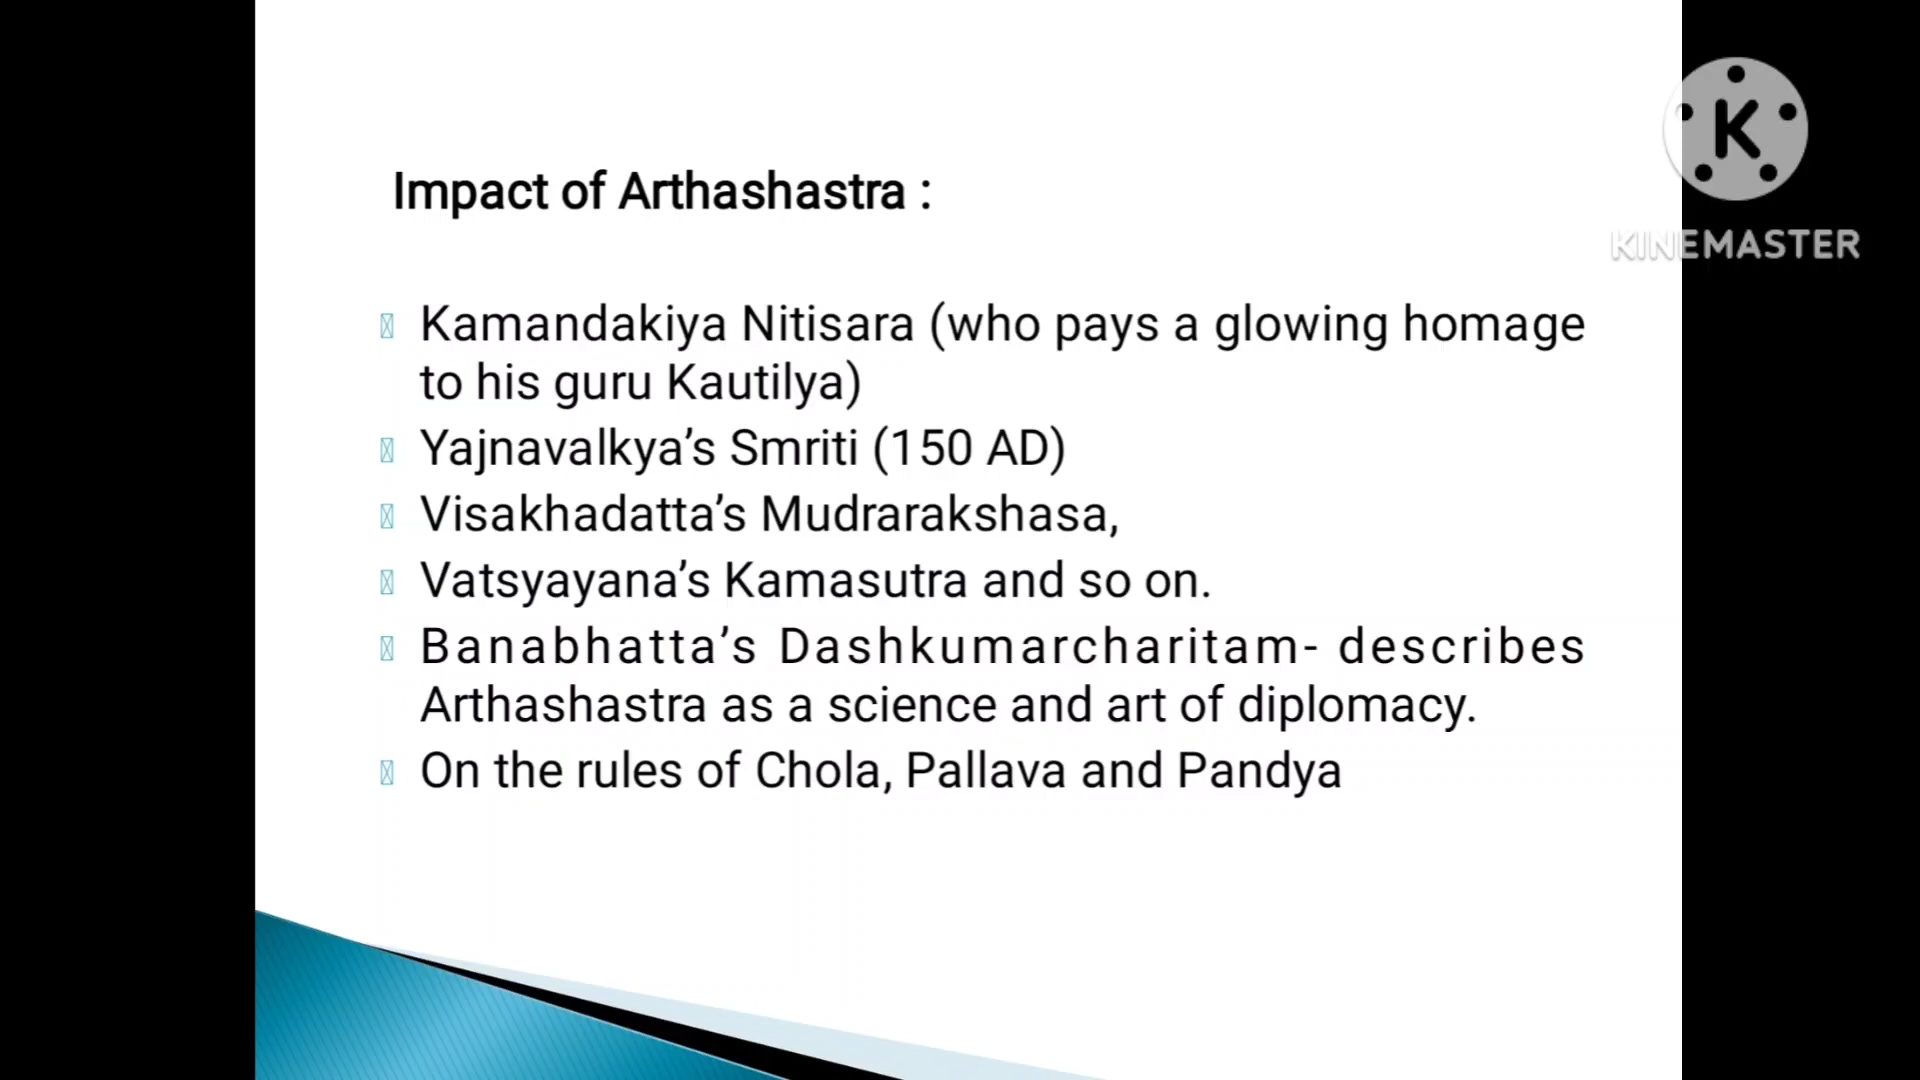 Impact of Arthashastra :
K
KINEMASTER
Kamandakiya Nitisara (who pays a glowing homage
to his guru Kautilya)
Yajnavalkya’s Smriti (150 AD)
Visakhadatta’s Mudrarakshasa,
Vatsyayana’s Kamasutra and so on.
Banabhatta’s Dashkumarcharitam- describes
Arthashastra as a science and art of diplomacy.
On the rules of Chola, Pallava and Pandya